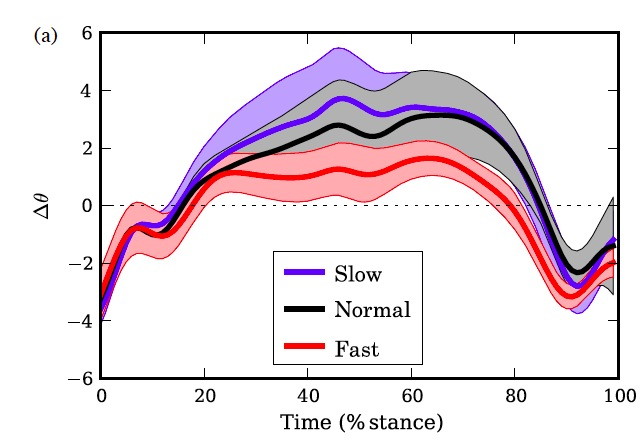 (a)
6
4
2
0
−2
−4
−6
Δθ
Slow
Normal
Fast
0 20 40 60 80 100
Time (% stance)